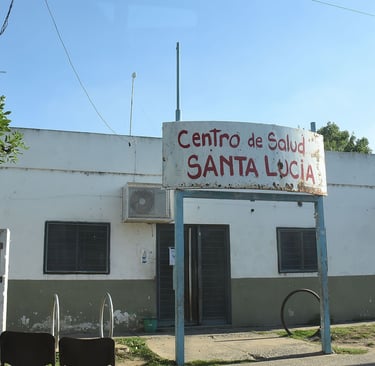 Centro de Salud
SANTA LUCIA